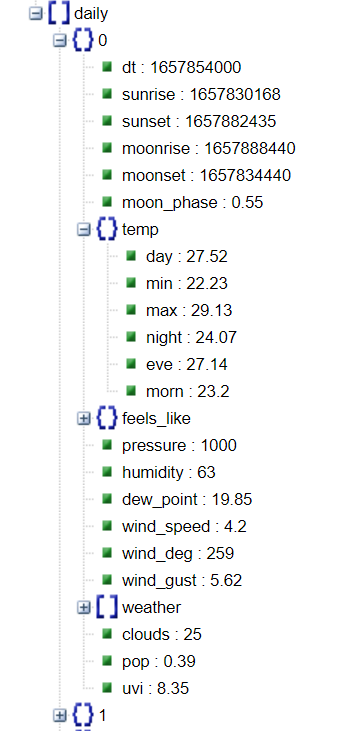 daily
0
dt : 1657854000
sunrise : 1657830168
sunset : 1657882435
moonrise : 1657888440
moonset : 1657834440
moon_phase : 0.55
temp
day : 27.52
min : 22.23
max : 29.13
night : 24.07
eve : 27.14
morn : 23.2
feels_like
pressure : 1000
humidity : 63
dew_point : 19.85
wind_speed : 4.2
wind_deg : 259
wind_gust : 5.62
weather
clouds : 25
pop : 0.39
uvi : 8.35
1